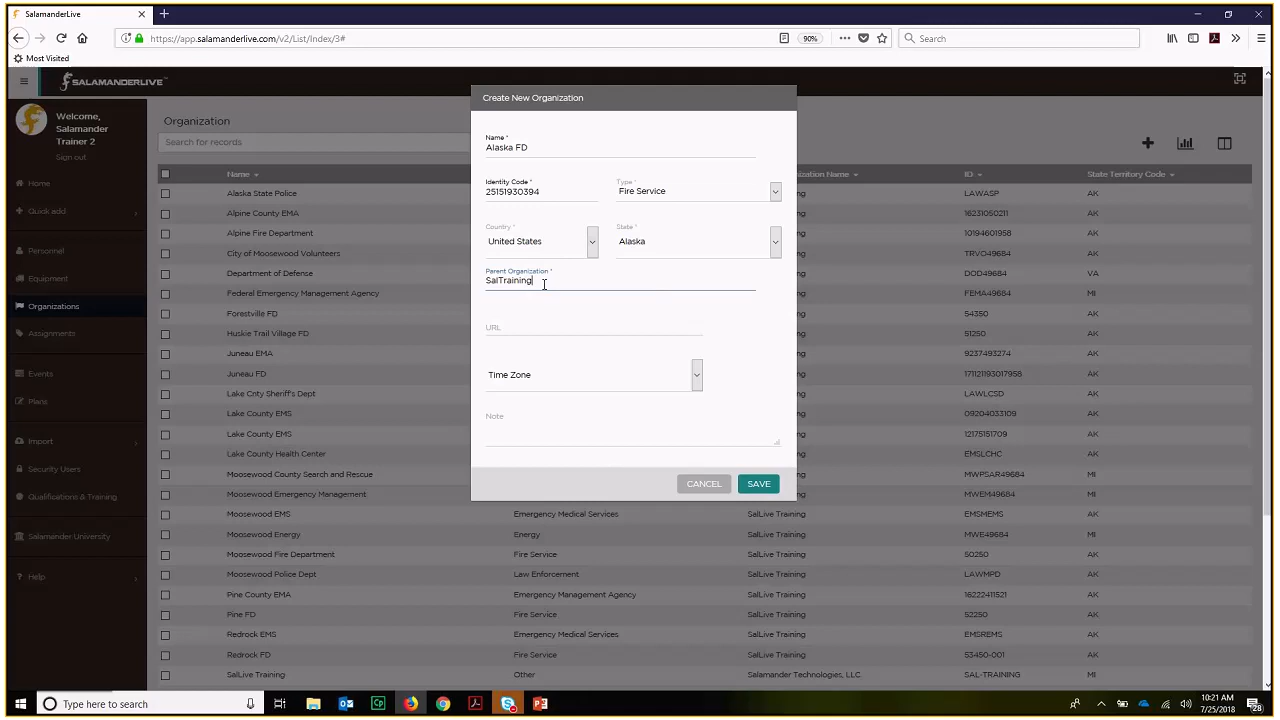 SalamanderLive
https://app.salamanderlive.com/v2/List/Index/3#
90%
Search
Most Visited
SALAMANDERLIVE™
Welcome,
Salamander
Trainer 2
Sign out
Home
Quick add
Personnel
Equipment
Organizations
Assignments
Events
Plans
Import
Security Users
Qualifications & Training
Salamander University
Help
Organization
Search for records
Create New Organization
Name *
Alaska FD
Identity Code *
25151930394
Type *
Fire Service
Country *
United States
State *
Alaska
Parent Organization *
SalTraining
URL
Time Zone
Note
CANCEL
SAVE
Name
Organization Name
ID
State Territory Code
Alaska State Police LAWASP AK
Alpine County EMA 16231050211 AK
Alpine Fire Department 10194601958 AK
City of Moosewood Volunteers TRVO49684 AK
Department of Defense DOD49684 VA
Federal Emergency Management Agency FEMA49684 MI
Forestville FD 54350 AK
Huskie Trail Village FD 51250 AK
Juneau EMA 9237493274 AK
Juneau FD 171121193017958 AK
Lake Cnty Sheriff's Dept LAWLCSD AK
Lake County EMS 09204033109 AK
Lake County EMS 12175151709 AK
Lake County Health Center EMSLCHC AK
Moosewood County Search and Rescue MWPSAR49684 MI
Moosewood Emergency Management MWEM49684 MI
Moosewood EMS Emergency Medical Services SalLive Training EMSMEMS AK
Moosewood Energy Energy SalLive Training MWE49684 MI
Moosewood Fire Department Fire Service SalLive Training 50250 AK
Moosewood Police Dept Law Enforcement SalLive Training LAWMPD AK
Pine County EMA Emergency Management Agency SalLive Training 16222411521 AK
Pine FD Fire Service SalLive Training 52250 AK
Redrock EMS Emergency Medical Services SalLive Training EMSREMS AK
Redrock FD Fire Service SalLive Training 53450-001 AK
SalLive Training Other Salamander Technologies, LLC. SAL-TRAINING MI
Type here to search
10:21 AM
7/25/2018
28